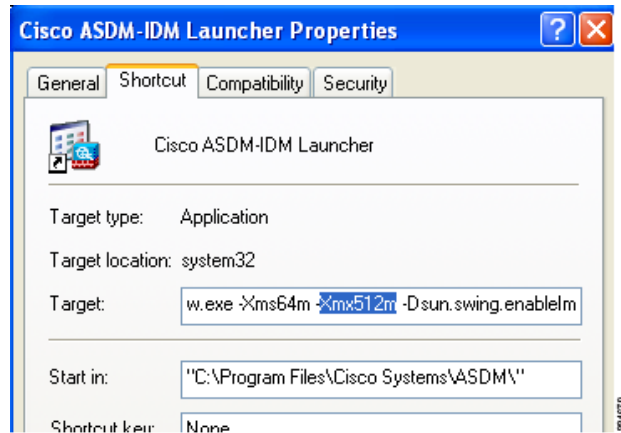 Cisco ASDM-IDM Launcher Properties
General Shortcut Compatibility Security
Cisco ASDM-IDM Launcher
Target type: Application
Target location: system32
Target: w.exe -Xms64m -Xmx512m -Dsun.swing.enableIm
Start in: "C:\Program Files\Cisco Systems\ASDM\"
Shortcut key: None